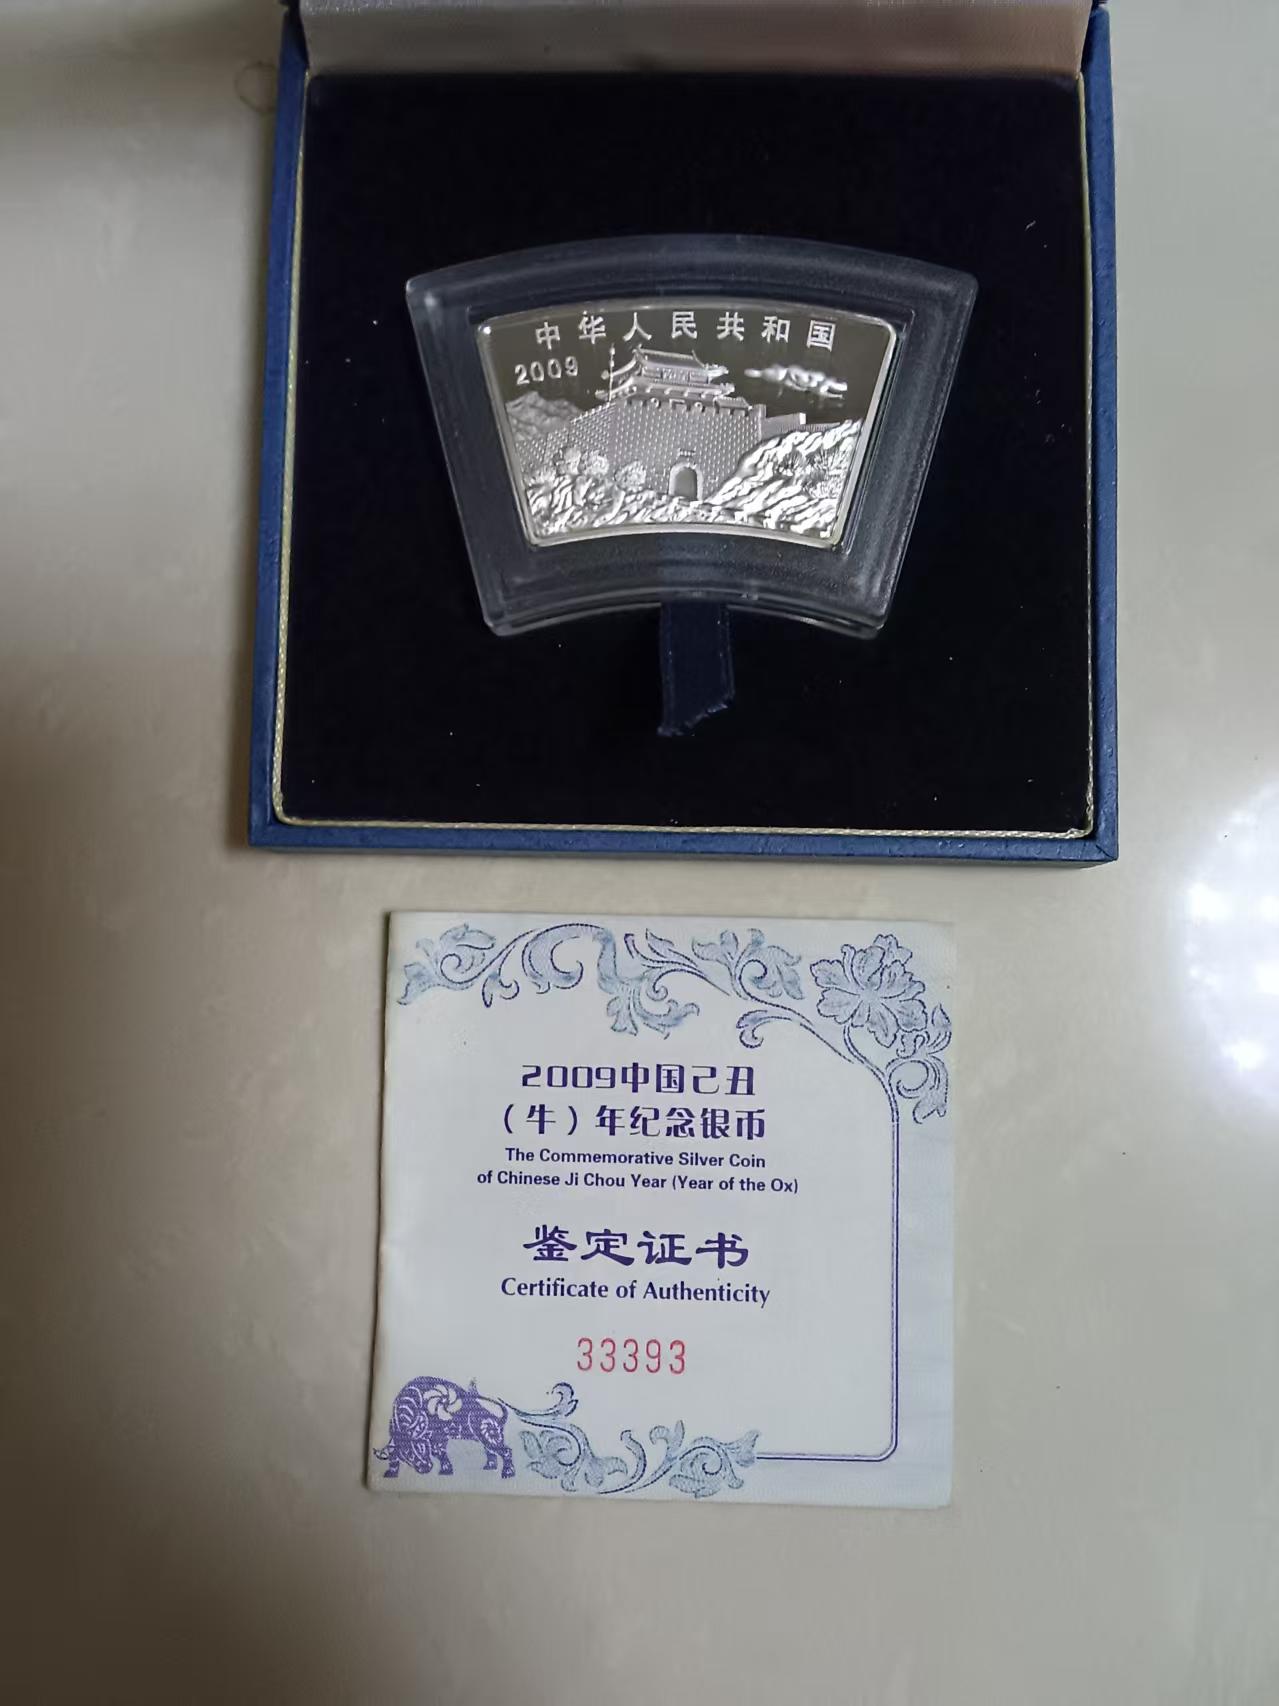 中华人民共和国
2009
2009中国己丑
（牛）年纪念银币
The Commemorative Silver Coin
of Chinese Ji Chou Year (Year of the Ox)
鉴定证书
Certificate of Authenticity
33393